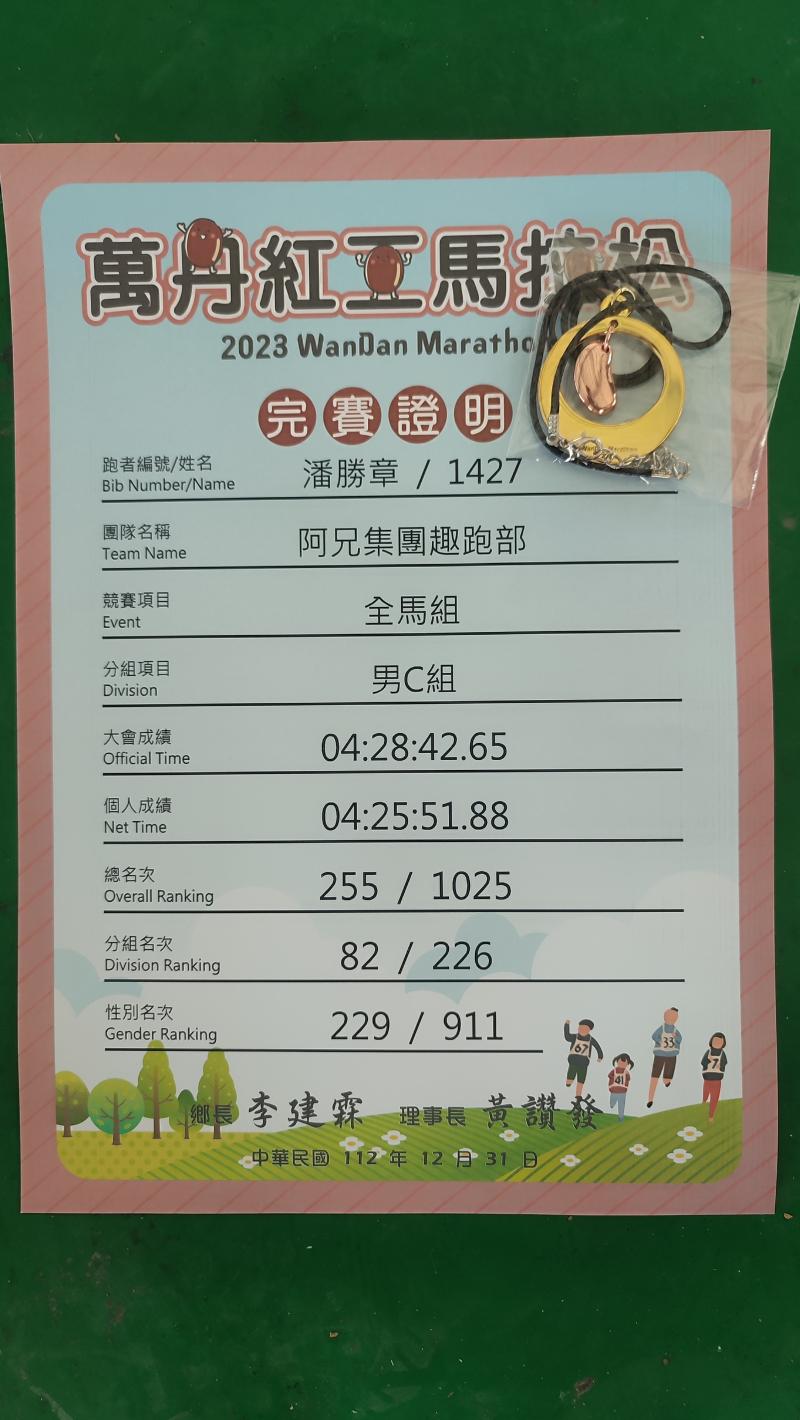 萬丹紅豆馬拉松
2023 WanDan Maratho
完賽證明
跑者編號/姓名
Bib Number/Name
潘勝章 / 1427
團隊名稱
Team Name
阿兄集團趣跑部
競賽項目
Event
全馬組
分組項目
Division
男C組
大會成績
Official Time
04:28:42.65
個人成績
Net Time
04:25:51.88
總名次
Overall Ranking
255 / 1025
分組名次
Division Ranking
82 / 226
性別名次
Gender Ranking
229 / 911
67
41
33
7
鄉長 李建霖 理事長 黃讚發
中華民國 112 年 12 月 31 日